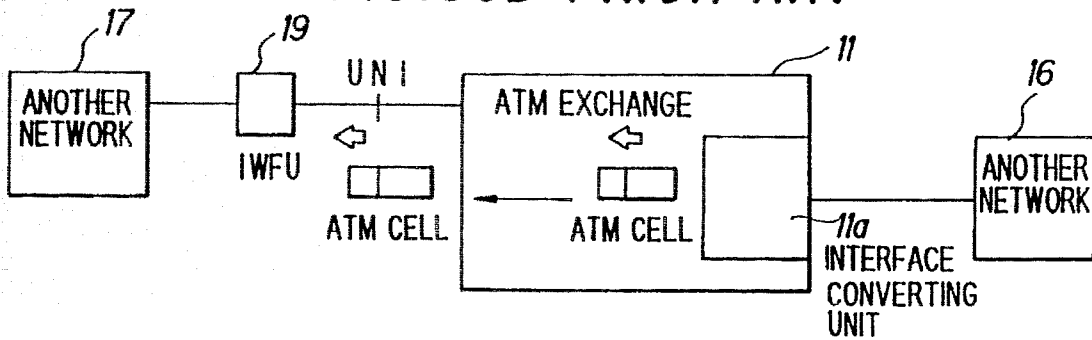 17
19
11
16
UNI
ATM EXCHANGE
ANOTHER
NETWORK
IWFU
ATM CELL
ATM CELL
11a
INTERFACE
CONVERTING
UNIT
ANOTHER
NETWORK